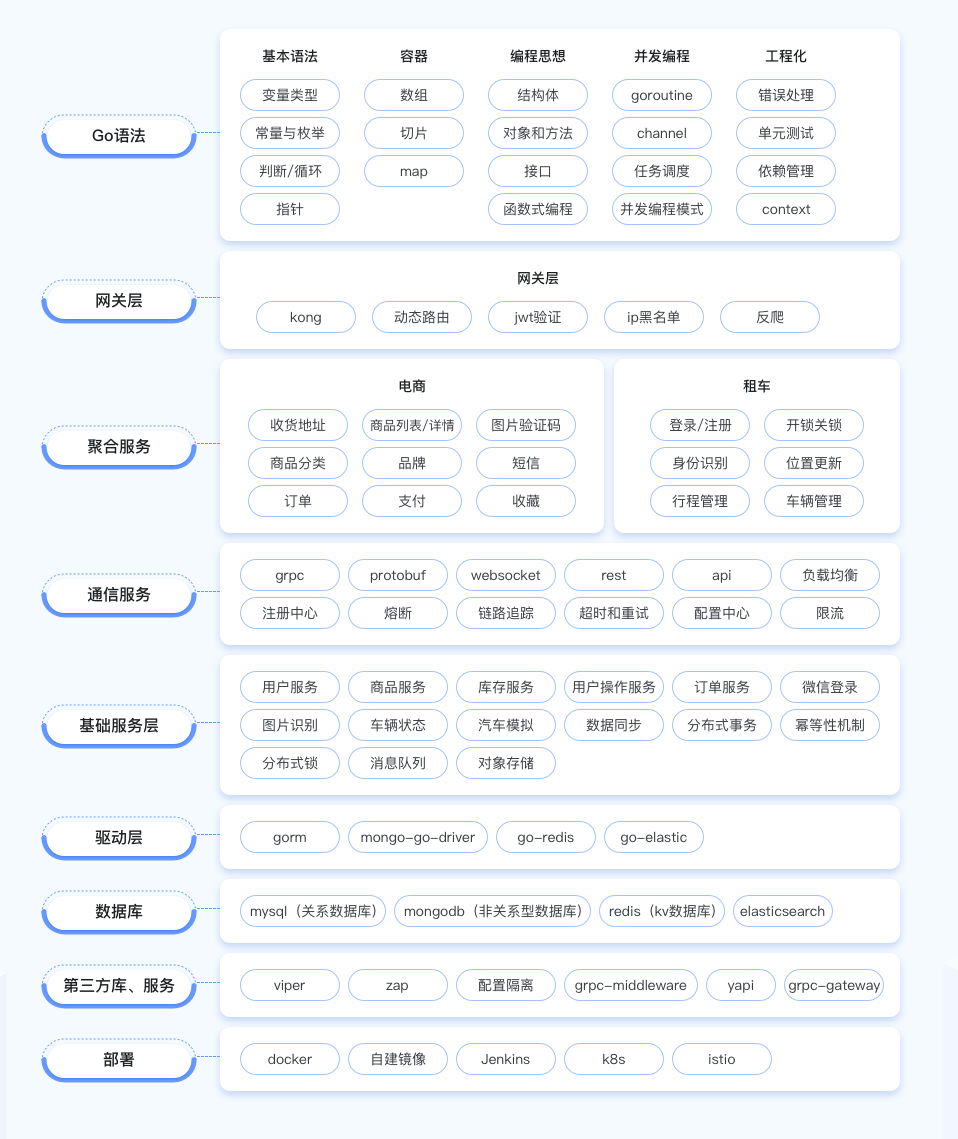 Go语法
基本语法 容器 编程思想 并发编程 工程化
变量类型 数组 结构体 goroutine 错误处理
常量与枚举 切片 对象和方法 channel 单元测试
判断/循环 map 接口 任务调度 依赖管理
指针 函数式编程 并发编程模式 context
网关层
网关层
kong 动态路由 jwt验证 ip黑名单 反爬
聚合服务
电商
收货地址 商品列表/详情 图片验证码
商品分类 品牌 短信
订单 支付 收藏
租车
登录/注册 开锁关锁
身份识别 位置更新
行程管理 车辆管理
通信服务
grpc protobuf websocket rest api 负载均衡
注册中心 熔断 链路追踪 超时和重试 配置中心 限流
基础服务层
用户服务 商品服务 库存服务 用户操作服务 订单服务 微信登录
图片识别 车辆状态 汽车模拟 数据同步 分布式事务 幂等性机制
分布式锁 消息队列 对象存储
驱动层
gorm mongo-go-driver go-redis go-elastic
数据库
mysql（关系数据库） mongodb（非关系型数据库） redis（kv数据库） elasticsearch
第三方库、服务
viper zap 配置隔离 grpc-middleware yapi grpc-gateway
部署
docker 自建镜像 Jenkins k8s istio